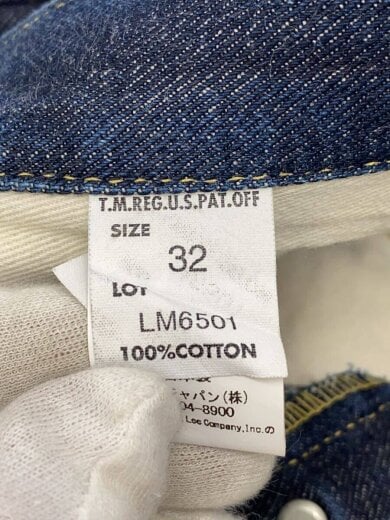 T.M.REG.U.S.PAT.OFF
SIZE
32
LOT
LM6501
100%COTTON
ャパン(株)
04-8900
Lee Company, Inc.の